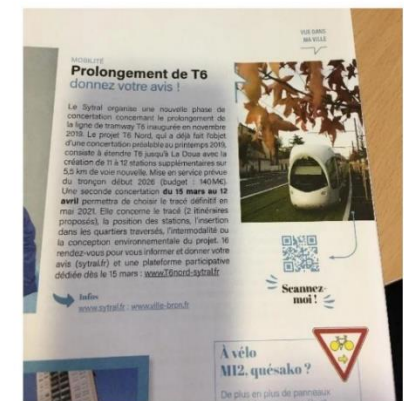 VUE DANS
MA VILLE
MOBILITÉ
Prolongement de T6
donnez votre avis !
Le Sytral organise une nouvelle phase de
concertation concernant le prolongement de
la ligne de tramway T6 inaugurée en novembre
2019. Le projet T6 Nord, qui a déjà fait l'objet
d'une concertation préalable au printemps 2019,
consiste à étendre T6 jusqu'à La Doua avec la
création de 11 à 12 stations supplémentaires sur
5,5 km de voie nouvelle. Mise en service prévue
du tronçon début 2026 (budget : 140M€).
Une seconde concertation du 15 mars au 12
avril permettra de choisir le tracé définitif en
mai 2021. Elle concerne le tracé (2 itinéraires
proposés), la position des stations, l'insertion
dans les quartiers traversés, l'intermodalité ou
la conception environnementale du projet. 16
rendez-vous pour vous informer et donner votre
avis (sytral.fr) et une plateforme participative
dédiée dès le 15 mars : www.T6nord-sytral.fr
Infos
www.sytral.fr ; www.ville-bron.fr
Scannez-
moi !
À vélo
M12, quésako ?
De plus en plus de panneaux